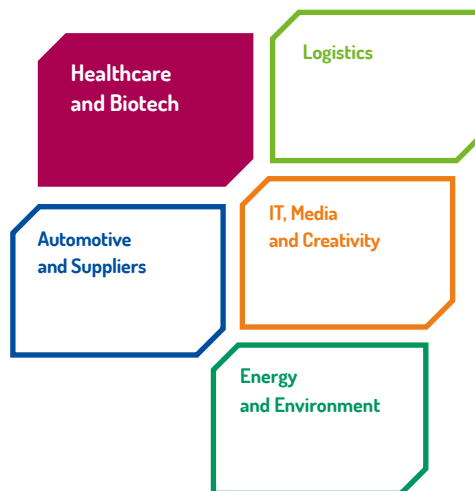 Healthcare
and Biotech
Logistics
IT, Media
and Creativity
Automotive
and Suppliers
Energy
and Environment